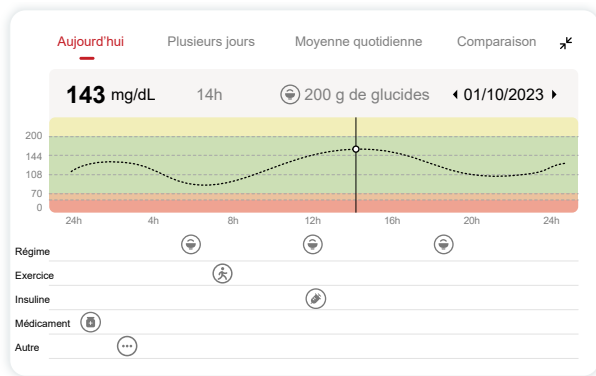 Aujourd'hui Plusieurs jours Moyenne quotidienne Comparaison
143 mg/dL 14h 200 g de glucides 01/10/2023
200
144
108
70
0
24h 4h 8h 12h 16h 20h 24h
Régime
Exercice
Insuline
Médicament
Autre